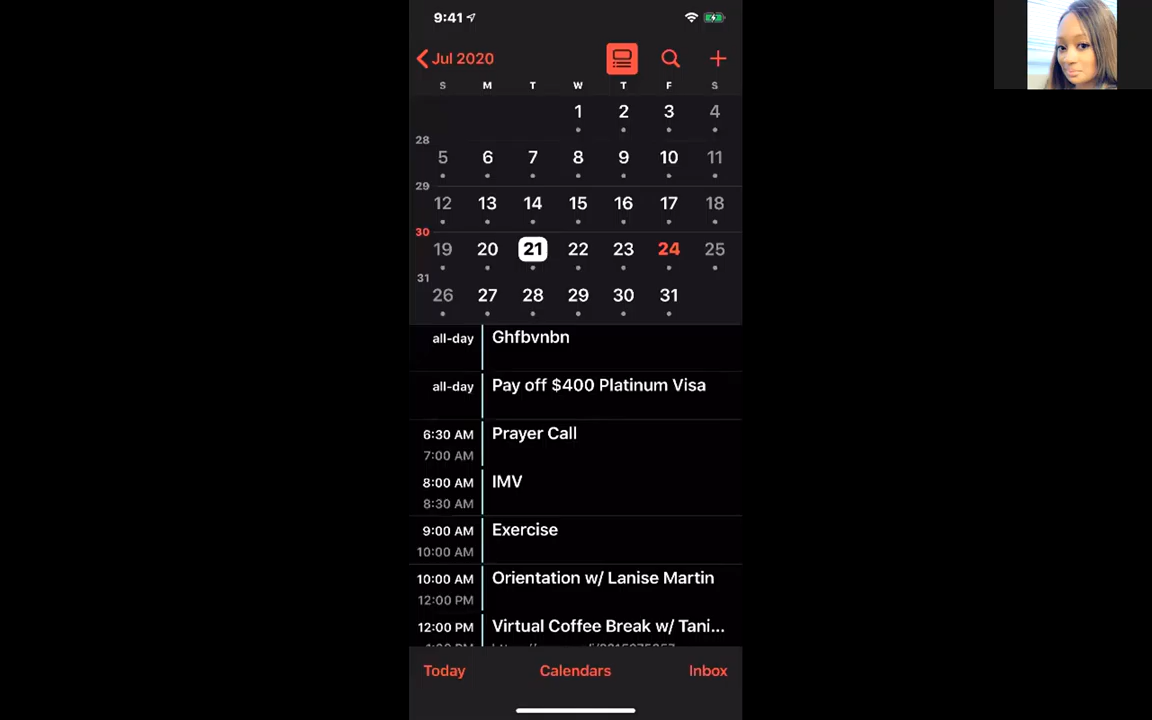 9:41
Jul 2020
S M T W T F S
1 2 3 4
28
5 6 7 8 9 10 11
29
12 13 14 15 16 17 18
30
19 20 21 22 23 24 25
31
26 27 28 29 30 31
all-day Ghfbvnbn
all-day Pay off $400 Platinum Visa
6:30 AM Prayer Call
7:00 AM
8:00 AM IMV
8:30 AM
9:00 AM Exercise
10:00 AM
10:00 AM Orientation w/ Lanise Martin
12:00 PM
12:00 PM Virtual Coffee Break w/ Tani...
Today Calendars Inbox